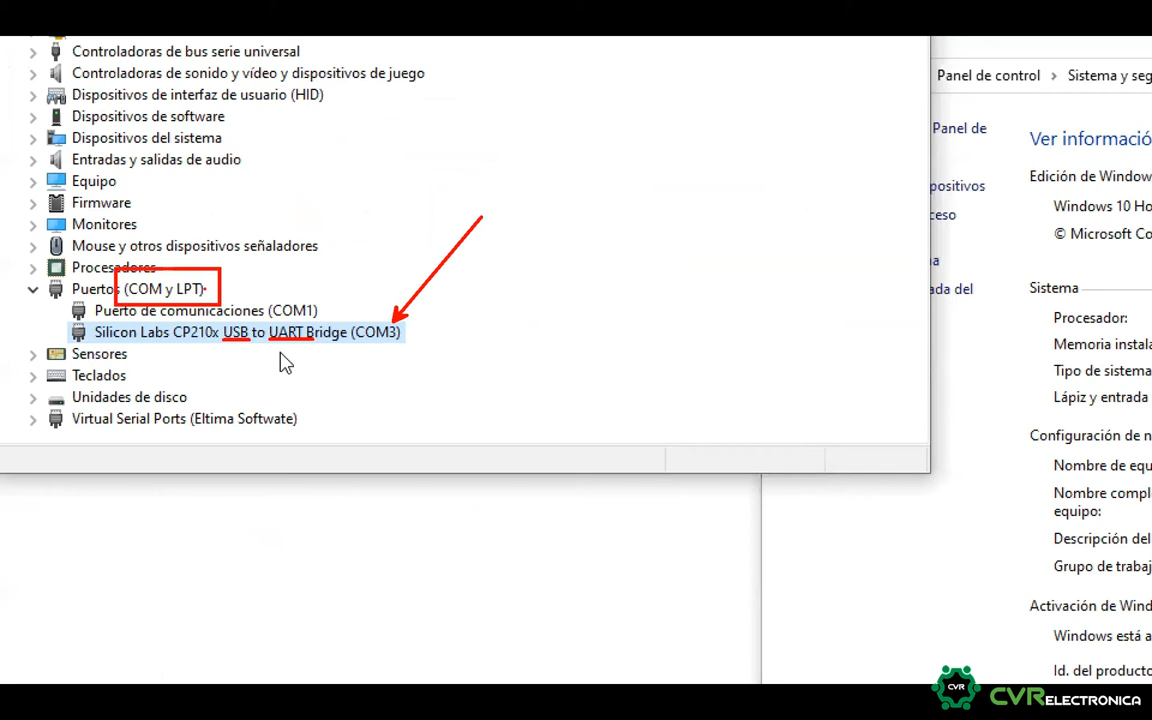 Controladoras de bus serie universal
Controladoras de sonido y vídeo y dispositivos de juego
Dispositivos de interfaz de usuario (HID)
Dispositivos de software
Dispositivos del sistema
Entradas y salidas de audio
Equipo
Firmware
Monitores
Mouse y otros dispositivos señaladores
Procesadores
Puertos (COM y LPT)
Puerto de comunicaciones (COM1)
Silicon Labs CP210x USB to UART Bridge (COM3)
Sensores
Teclados
Unidades de disco
Virtual Serial Ports (Eltima Softwate)
Panel de control > Sistema y seg
Panel de
positivos
ceso
ma
ada del
Ver informació
Edición de Window
Windows 10 Ho
© Microsoft Co
Sistema
Procesador:
Memoria instala
Tipo de sistema
Lápiz y entrada
Configuración de n
Nombre de equ
Nombre compl
equipo:
Descripción del
Grupo de trabaj
Activación de Wind
Windows está a
Id. del producto
CVR
CVR ELECTRONICA